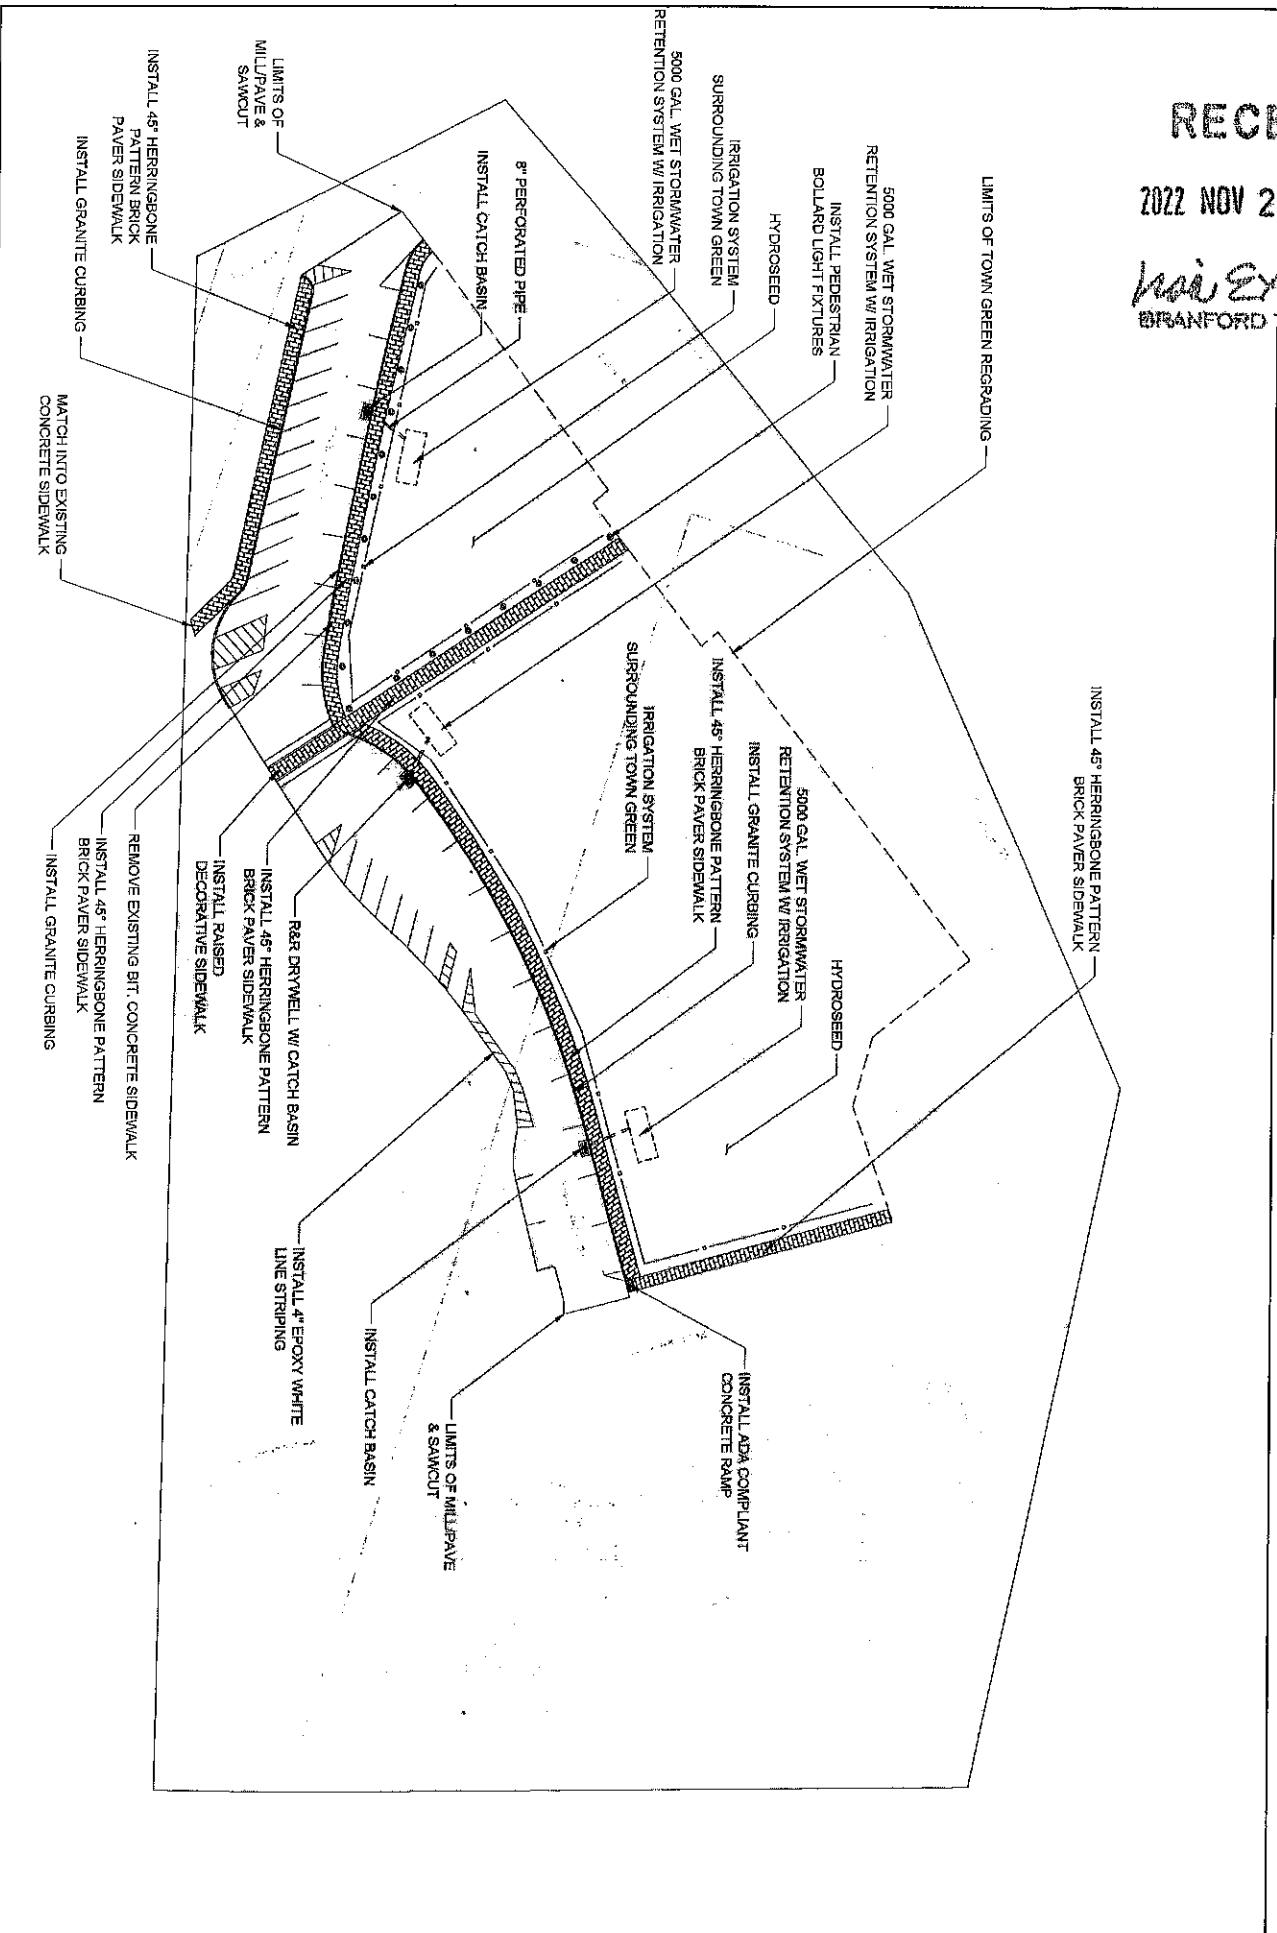 RECE
2022 NOV 2
BRANFORD
LIMITS OF TOWN GREEN REGRADING
5000 GAL. WET STORMWATER
RETENTION SYSTEM W/ IRRIGATION
INSTALL PEDESTRIAN
BOLLARD LIGHT FIXTURES
HYDROSEED
IRRIGATION SYSTEM
SURROUNDING TOWN GREEN
5000 GAL. WET STORMWATER
RETENTION SYSTEM W/ IRRIGATION
8" PERFORATED PIPE
INSTALL CATCH BASIN
LIMITS OF
MILL/PAVE &
SAWCUT
INSTALL 45° HERRINGBONE
PATTERN BRICK
PAVER SIDEWALK
INSTALL GRANITE CURBING
MATCH INTO EXISTING
CONCRETE SIDEWALK
INSTALL 45° HERRINGBONE PATTERN
BRICK PAVER SIDEWALK
HYDROSEED
5000 GAL. WET STORMWATER
RETENTION SYSTEM W/ IRRIGATION
INSTALL GRANITE CURBING
INSTALL 45° HERRINGBONE PATTERN
BRICK PAVER SIDEWALK
IRRIGATION SYSTEM
SURROUNDING TOWN GREEN
R&R DRYWELL W/ CATCH BASIN
INSTALL 45° HERRINGBONE PATTERN
BRICK PAVER SIDEWALK
INSTALL RAISED
DECORATIVE SIDEWALK
REMOVE EXISTING BIT. CONCRETE SIDEWALK
INSTALL 45° HERRINGBONE PATTERN
BRICK PAVER SIDEWALK
INSTALL GRANITE CURBING
INSTALL ADA COMPLIANT
CONCRETE RAMP
LIMITS OF MILL/PAVE
& SAWCUT
INSTALL CATCH BASIN
INSTALL 4" EPOXY WHITE
LINE STRIPING